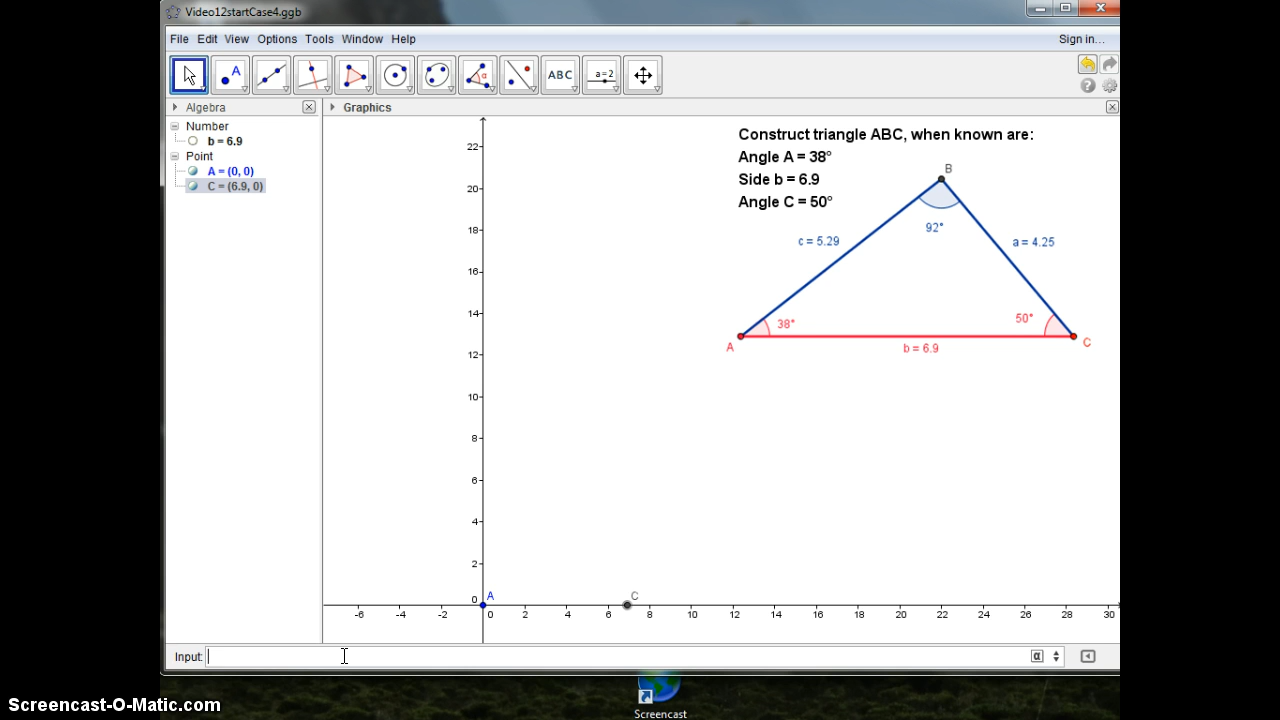 Video12startCase4.ggb
File Edit View Options Tools Window Help Sign in...
A
α
ABC
a=2
Algebra
Graphics
Number
b = 6.9
Point
A = (0, 0)
C = (6.9, 0)
Construct triangle ABC, when known are:
Angle A = 38°
Side b = 6.9
Angle C = 50°
B
92°
c = 5.29
a = 4.25
38°
50°
A
b = 6.9
C
22
20
18
16
14
12
10
8
6
4
2
0
A
C
-6 -4 -2 0 2 4 6 8 10 12 14 16 18 20 22 24 26 28 30
Input:
α
Screencast-O-Matic.com
Screencast